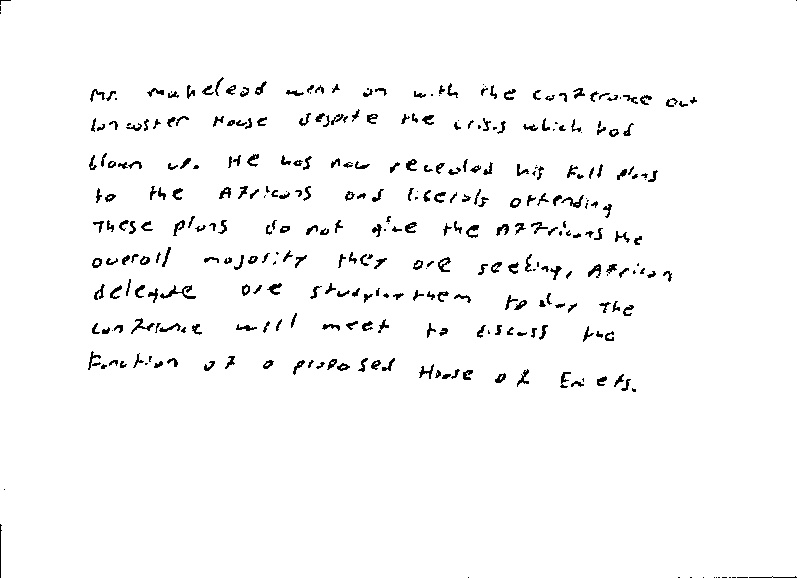 Mr. Macleod went on with the conference out
Lancaster House despite the crisis which had
blown up. He has now revealed his full plans
to the Africans and liberals attending
These plans do not give the Africans the
overall majority they are seeking, African
delegate are studying them today The
conference will meet to discuss the
function of a proposed House of